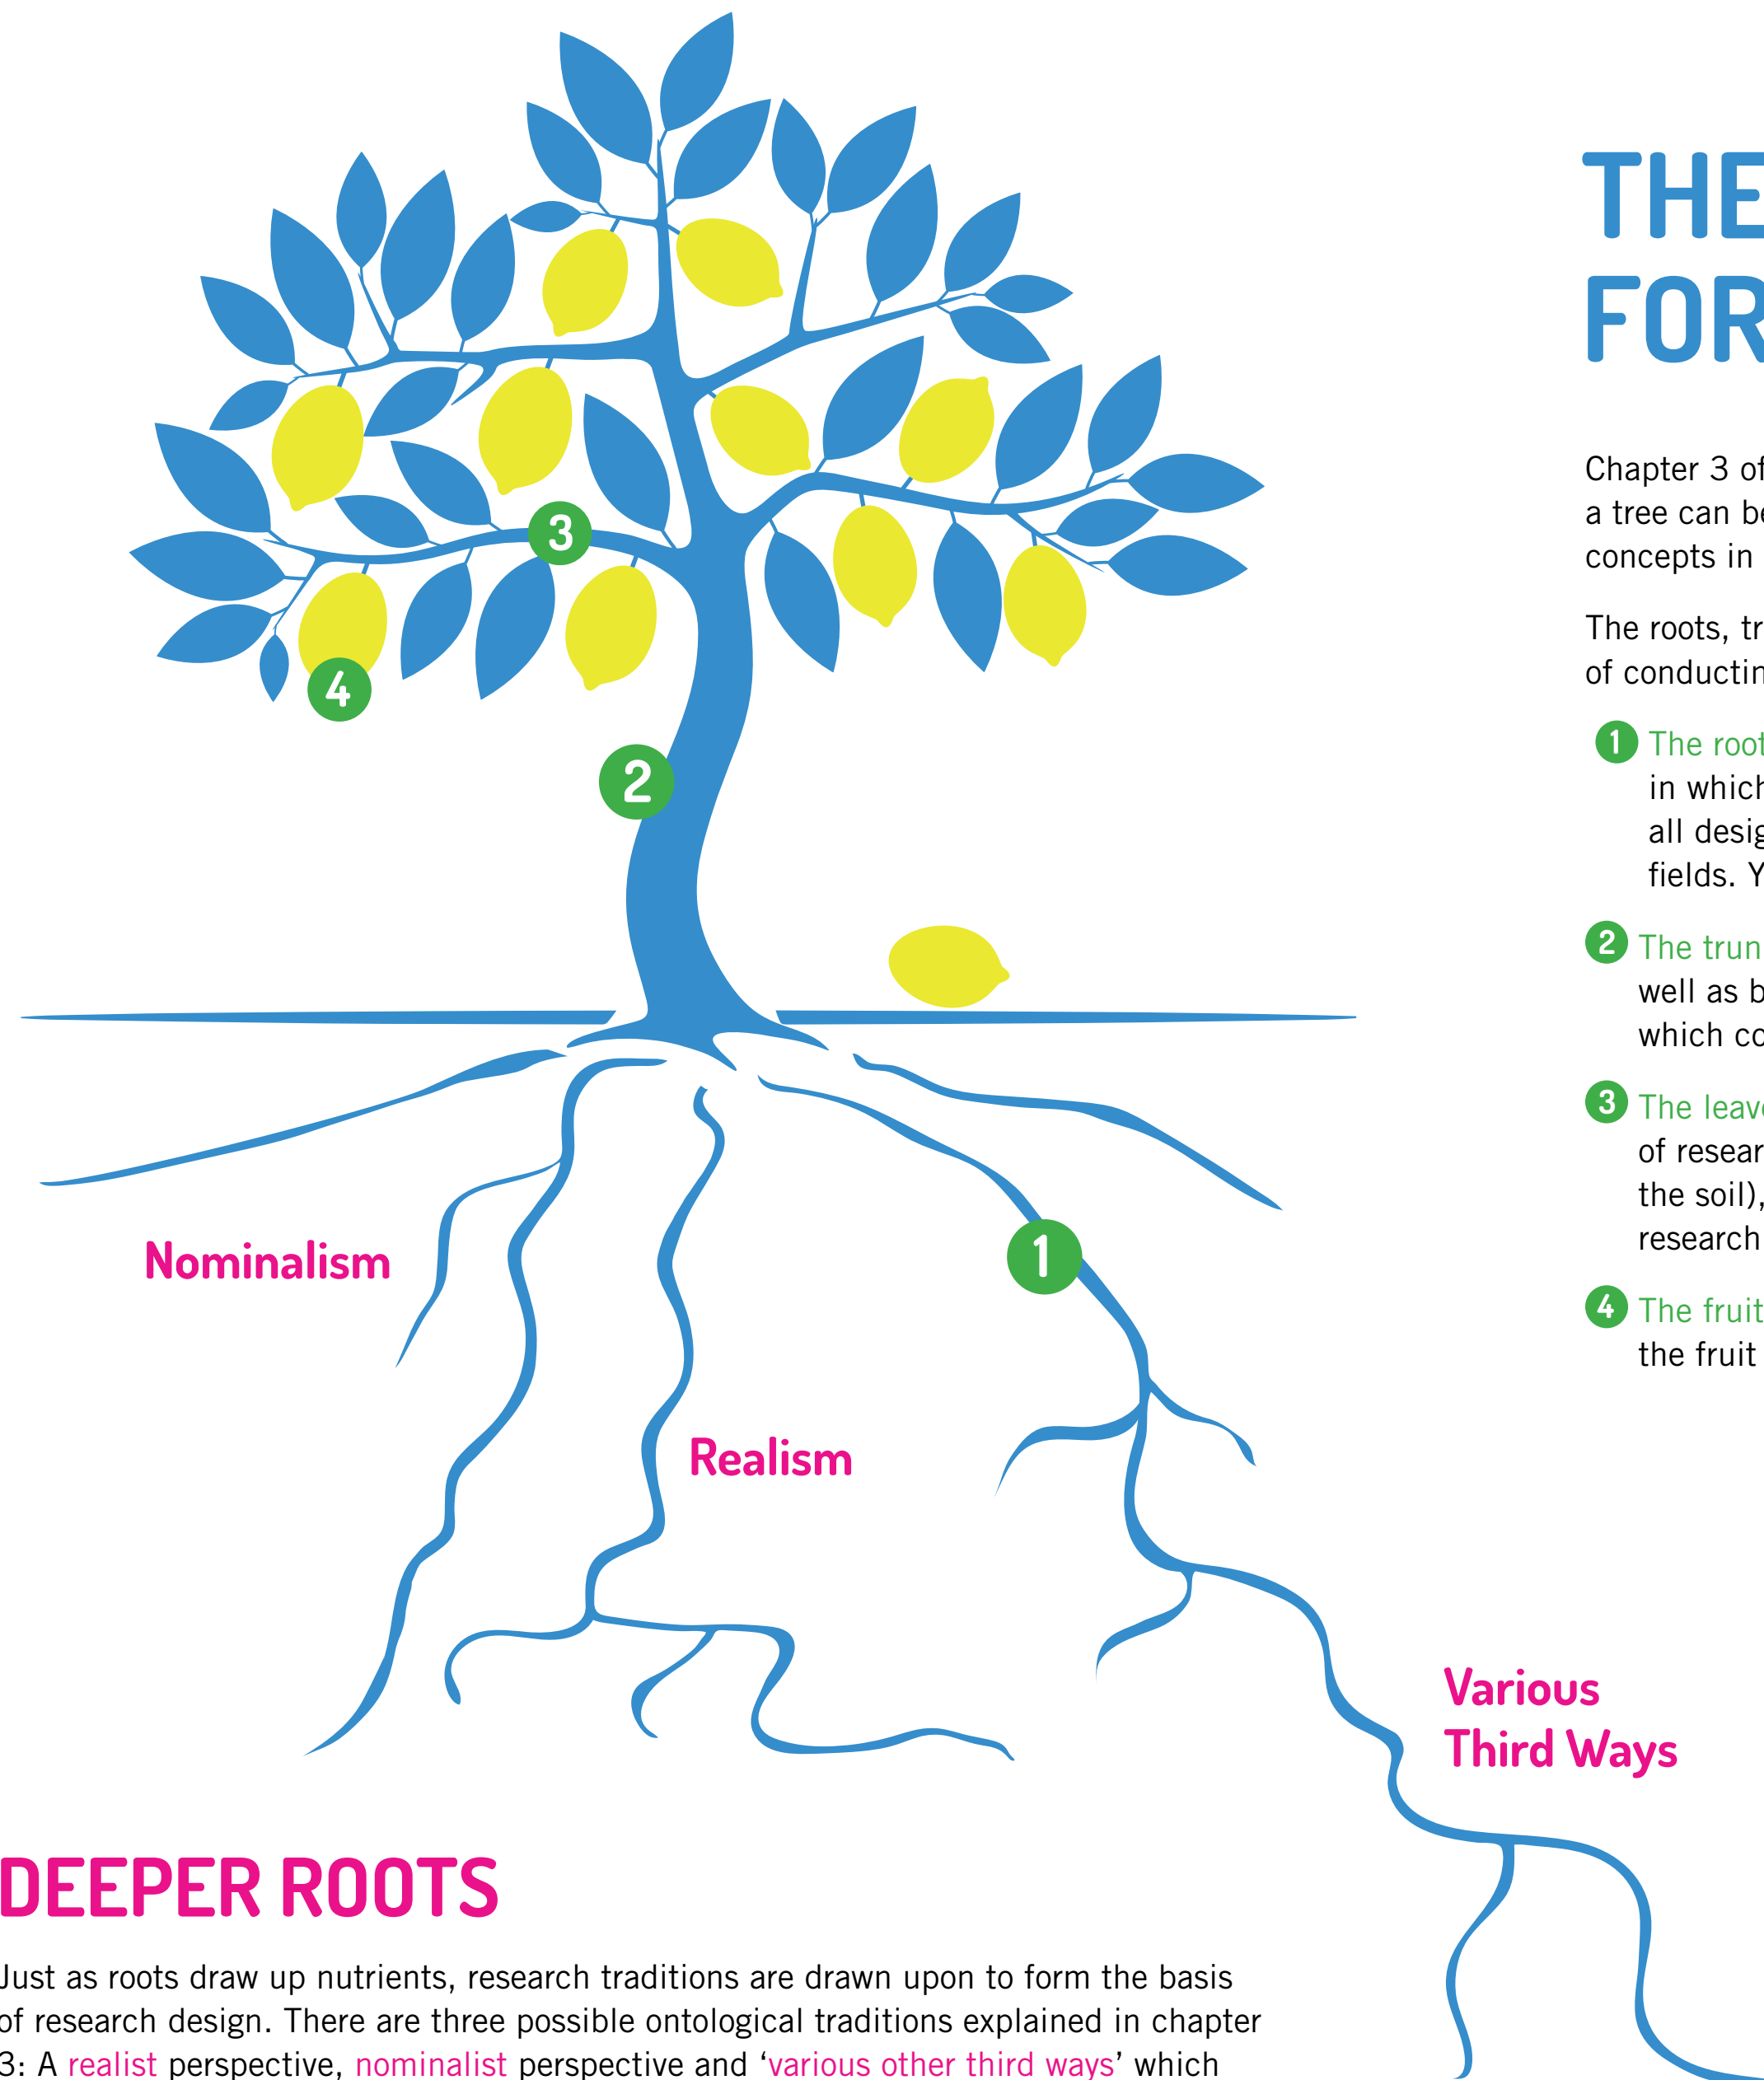 THE
FOR
Chapter 3 of
a tree can be
concepts in
The roots, tr
of conductin
1 The root
in which
all desig
fields. Y
2 The trun
well as b
which co
3 The leave
of resear
the soil),
research
4 The fruit
the fruit
3
4
2
1
Nominalism
Realism
Various
Third Ways
DEEPER ROOTS
Just as roots draw up nutrients, research traditions are drawn upon to form the basis
of research design. There are three possible ontological traditions explained in chapter
3: A realist perspective, nominalist perspective and ‘various other third ways’ which